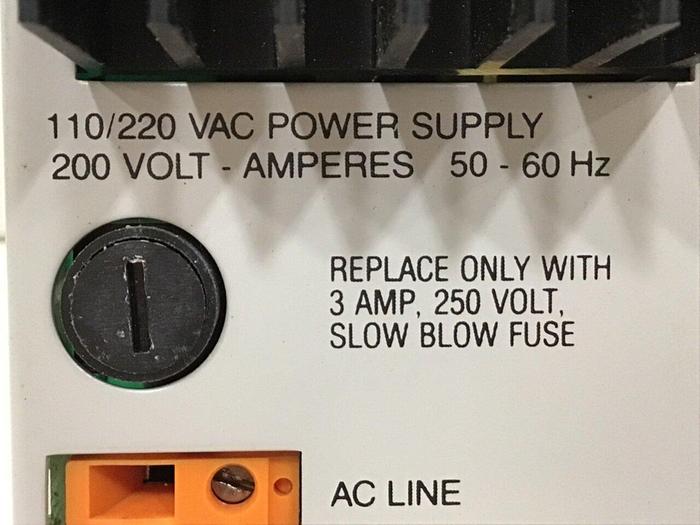 110/220 VAC POWER SUPPLY
200 VOLT - AMPERES 50 - 60 Hz
REPLACE ONLY WITH
3 AMP, 250 VOLT,
SLOW BLOW FUSE
AC LINE